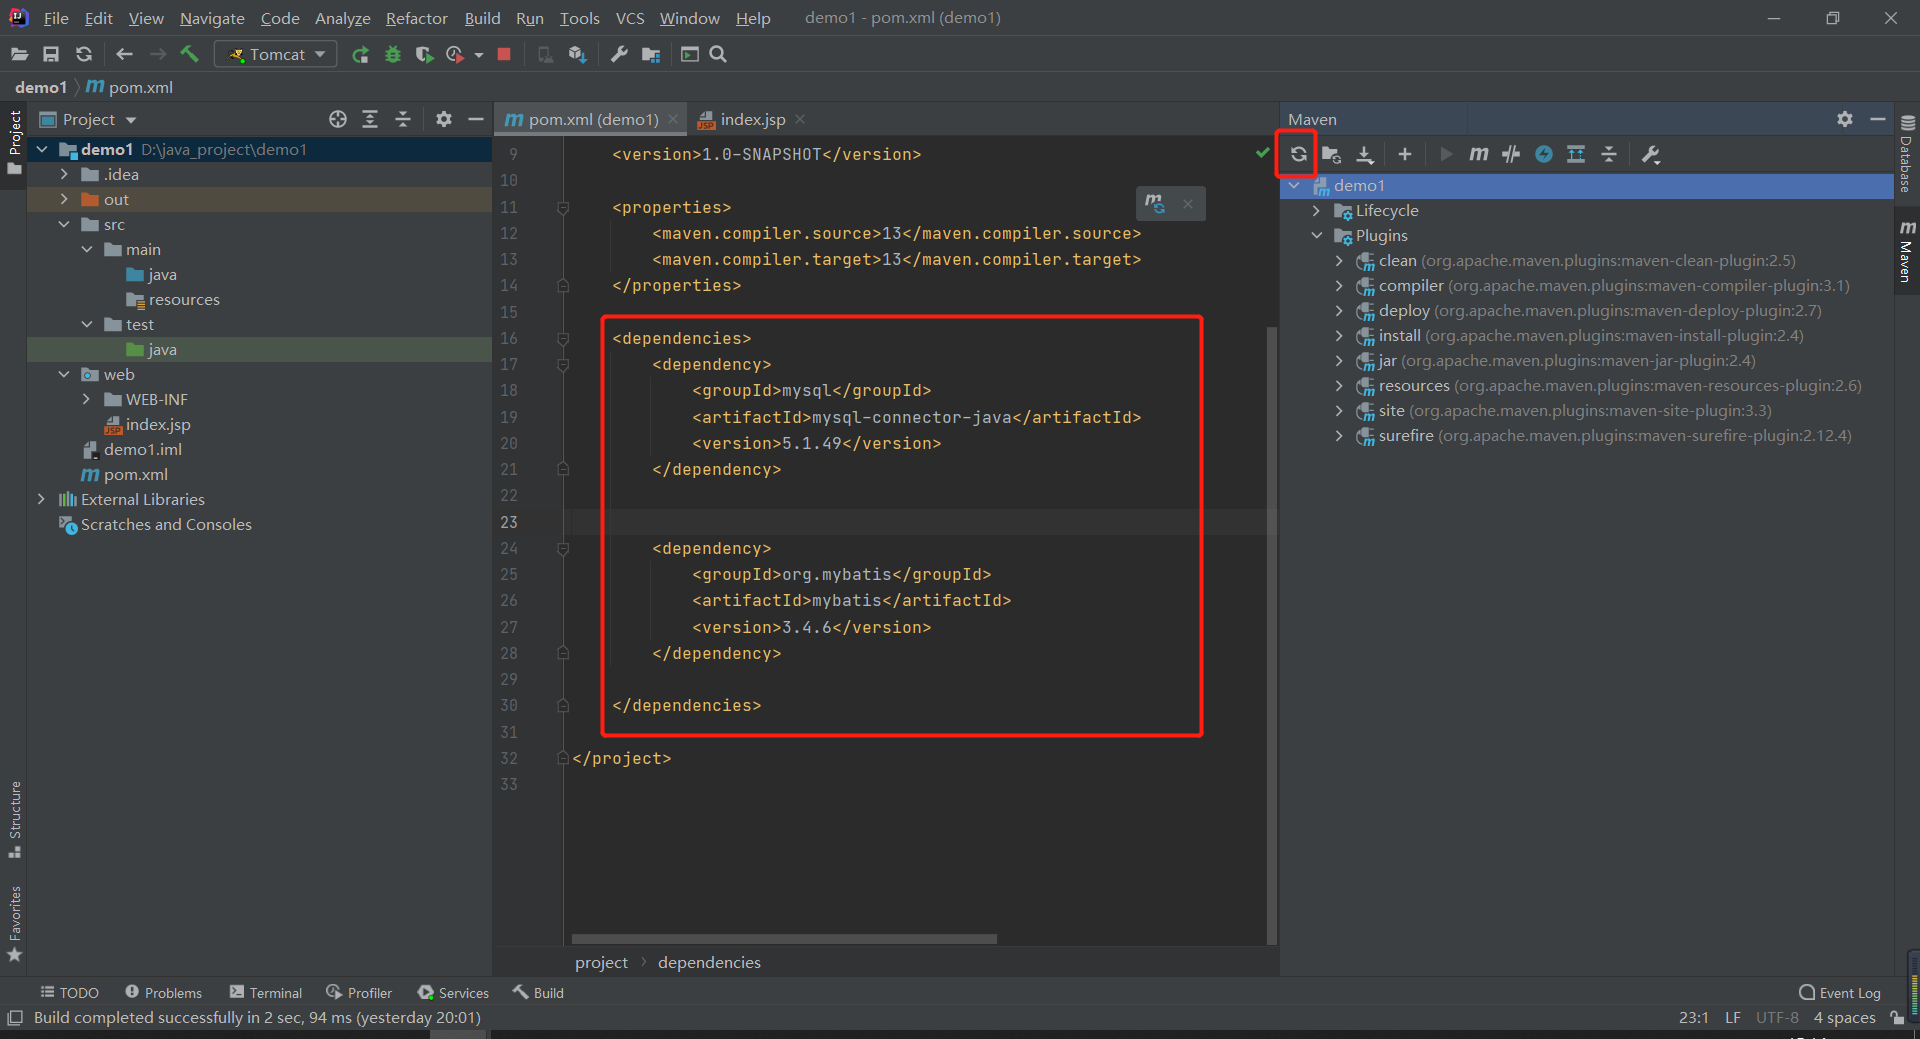 File Edit View Navigate Code Analyze Refactor Build Run Tools VCS Window Help demo1 - pom.xml (demo1)
Tomcat
demo1 pom.xml
Project
Project
demo1 D:\java_project\demo1
.idea
out
src
main
java
resources
test
java
web
WEB-INF
index.jsp
demo1.iml
pom.xml
External Libraries
Scratches and Consoles
Structure
Favorites
pom.xml (demo1) index.jsp
9 <version>1.0-SNAPSHOT</version>
10
11 <properties>
12 <maven.compiler.source>13</maven.compiler.source>
13 <maven.compiler.target>13</maven.compiler.target>
14 </properties>
15
16 <dependencies>
17 <dependency>
18 <groupId>mysql</groupId>
19 <artifactId>mysql-connector-java</artifactId>
20 <version>5.1.49</version>
21 </dependency>
22
23
24 <dependency>
25 <groupId>org.mybatis</groupId>
26 <artifactId>mybatis</artifactId>
27 <version>3.4.6</version>
28 </dependency>
29
30 </dependencies>
31
32 </project>
33
project dependencies
Maven
demo1
Lifecycle
Plugins
clean (org.apache.maven.plugins:maven-clean-plugin:2.5)
compiler (org.apache.maven.plugins:maven-compiler-plugin:3.1)
deploy (org.apache.maven.plugins:maven-deploy-plugin:2.7)
install (org.apache.maven.plugins:maven-install-plugin:2.4)
jar (org.apache.maven.plugins:maven-jar-plugin:2.4)
resources (org.apache.maven.plugins:maven-resources-plugin:2.6)
site (org.apache.maven.plugins:maven-site-plugin:3.3)
surefire (org.apache.maven.plugins:maven-surefire-plugin:2.12.4)
Database
Maven
TODO Problems Terminal Profiler Services Build Event Log
Build completed successfully in 2 sec, 94 ms (yesterday 20:01) 23:1 LF UTF-8 4 spaces